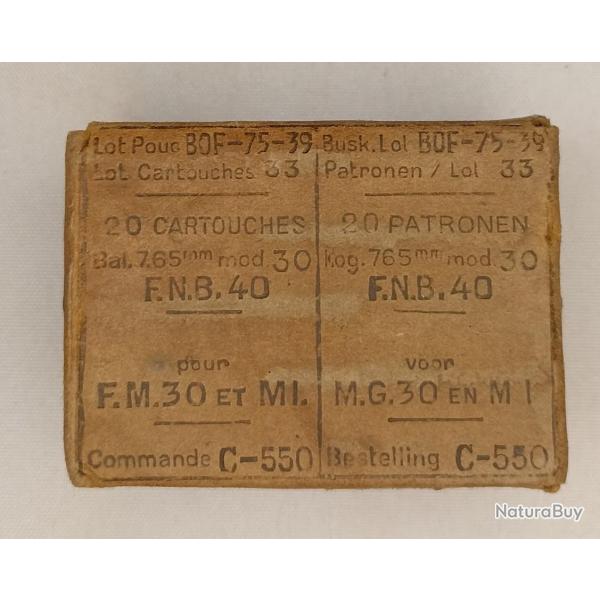 Lot Poud BOF-75-39
Lot Cartouches 33
20 CARTOUCHES
Bal. 7.65mm mod 30
F.N.B. 40
pour
F.M. 30 ET MI.
Commande C-550
Busk. Lot BOF-75-39
Patronen / Lot 33
20 PATRONEN
Kog. 765mm mod. 30
F.N.B. 40
voor
M.G. 30 EN M I
Bestelling C-550
NaturaBuy